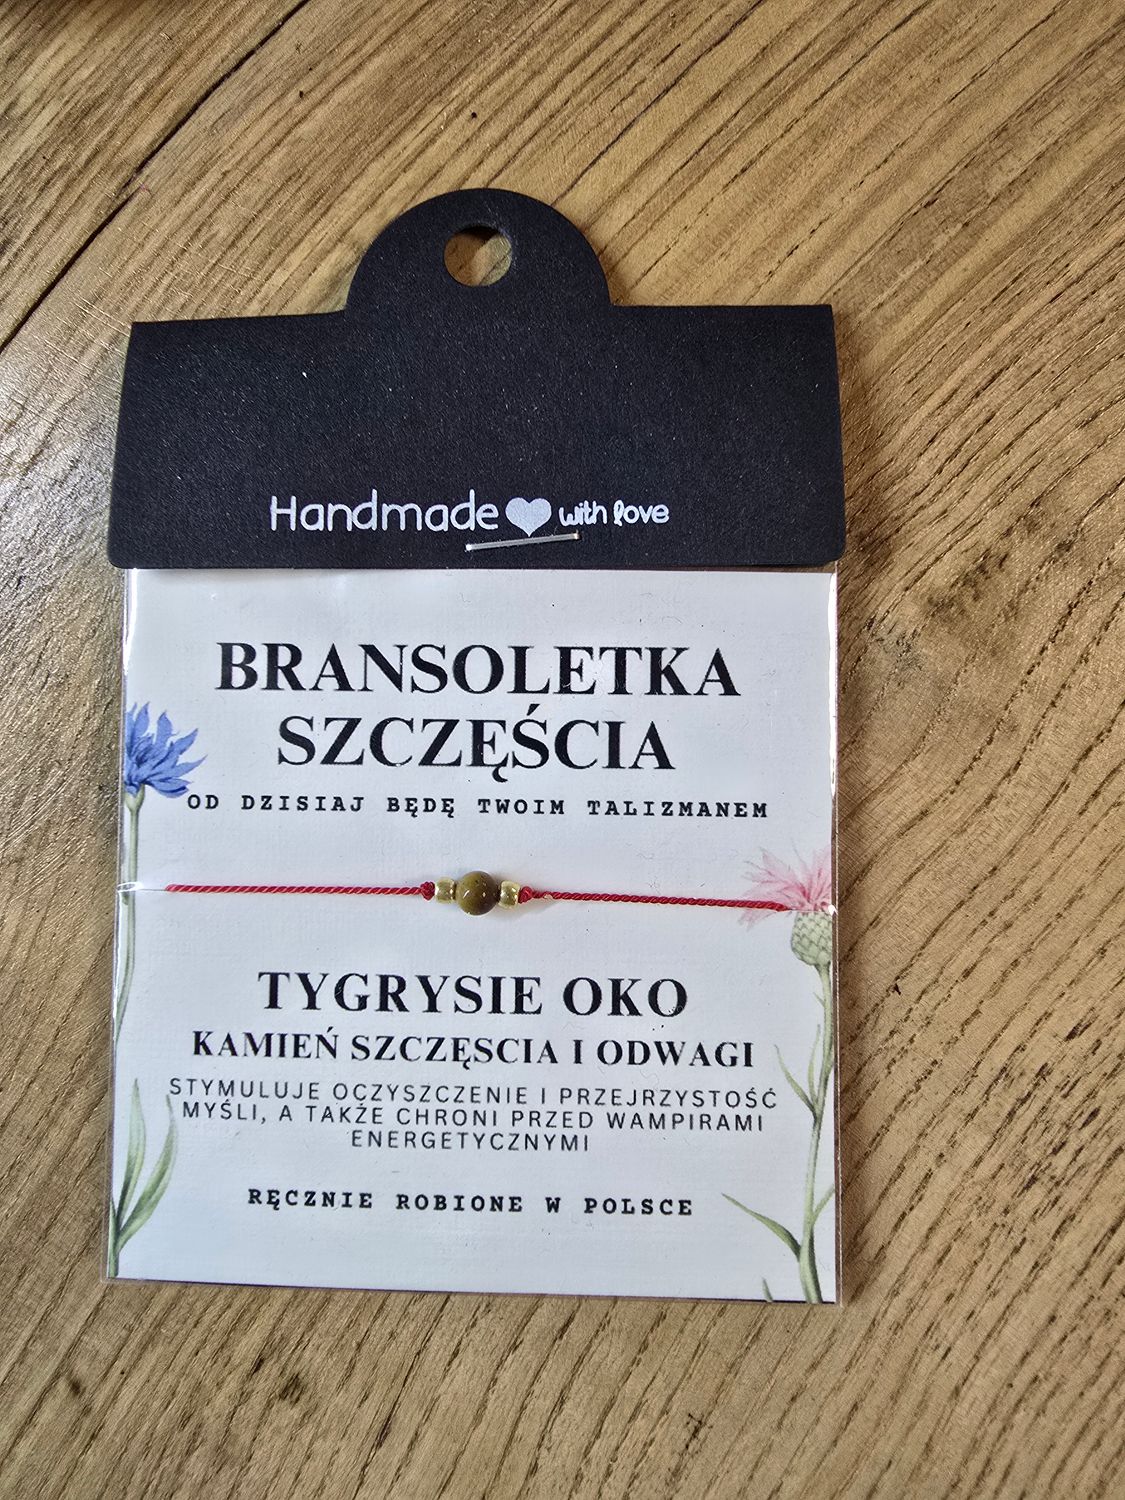 Handmade with love
BRANSOLETKA
SZCZĘŚCIA
OD DZISIAJ BĘDĘ TWOIM TALIZMANEM
TYGRYSIE OKO
KAMIEŃ SZCZĘSCIA I ODWAGI
STYMULUJE OCZYSZCZENIE I PRZEJRZYSTOŚĆ
MYŚLI, A TAKŻE CHRONI PRZED WAMPIRAMI
ENERGETYCZNYMI
RĘCZNIE ROBIONE W POLSCE